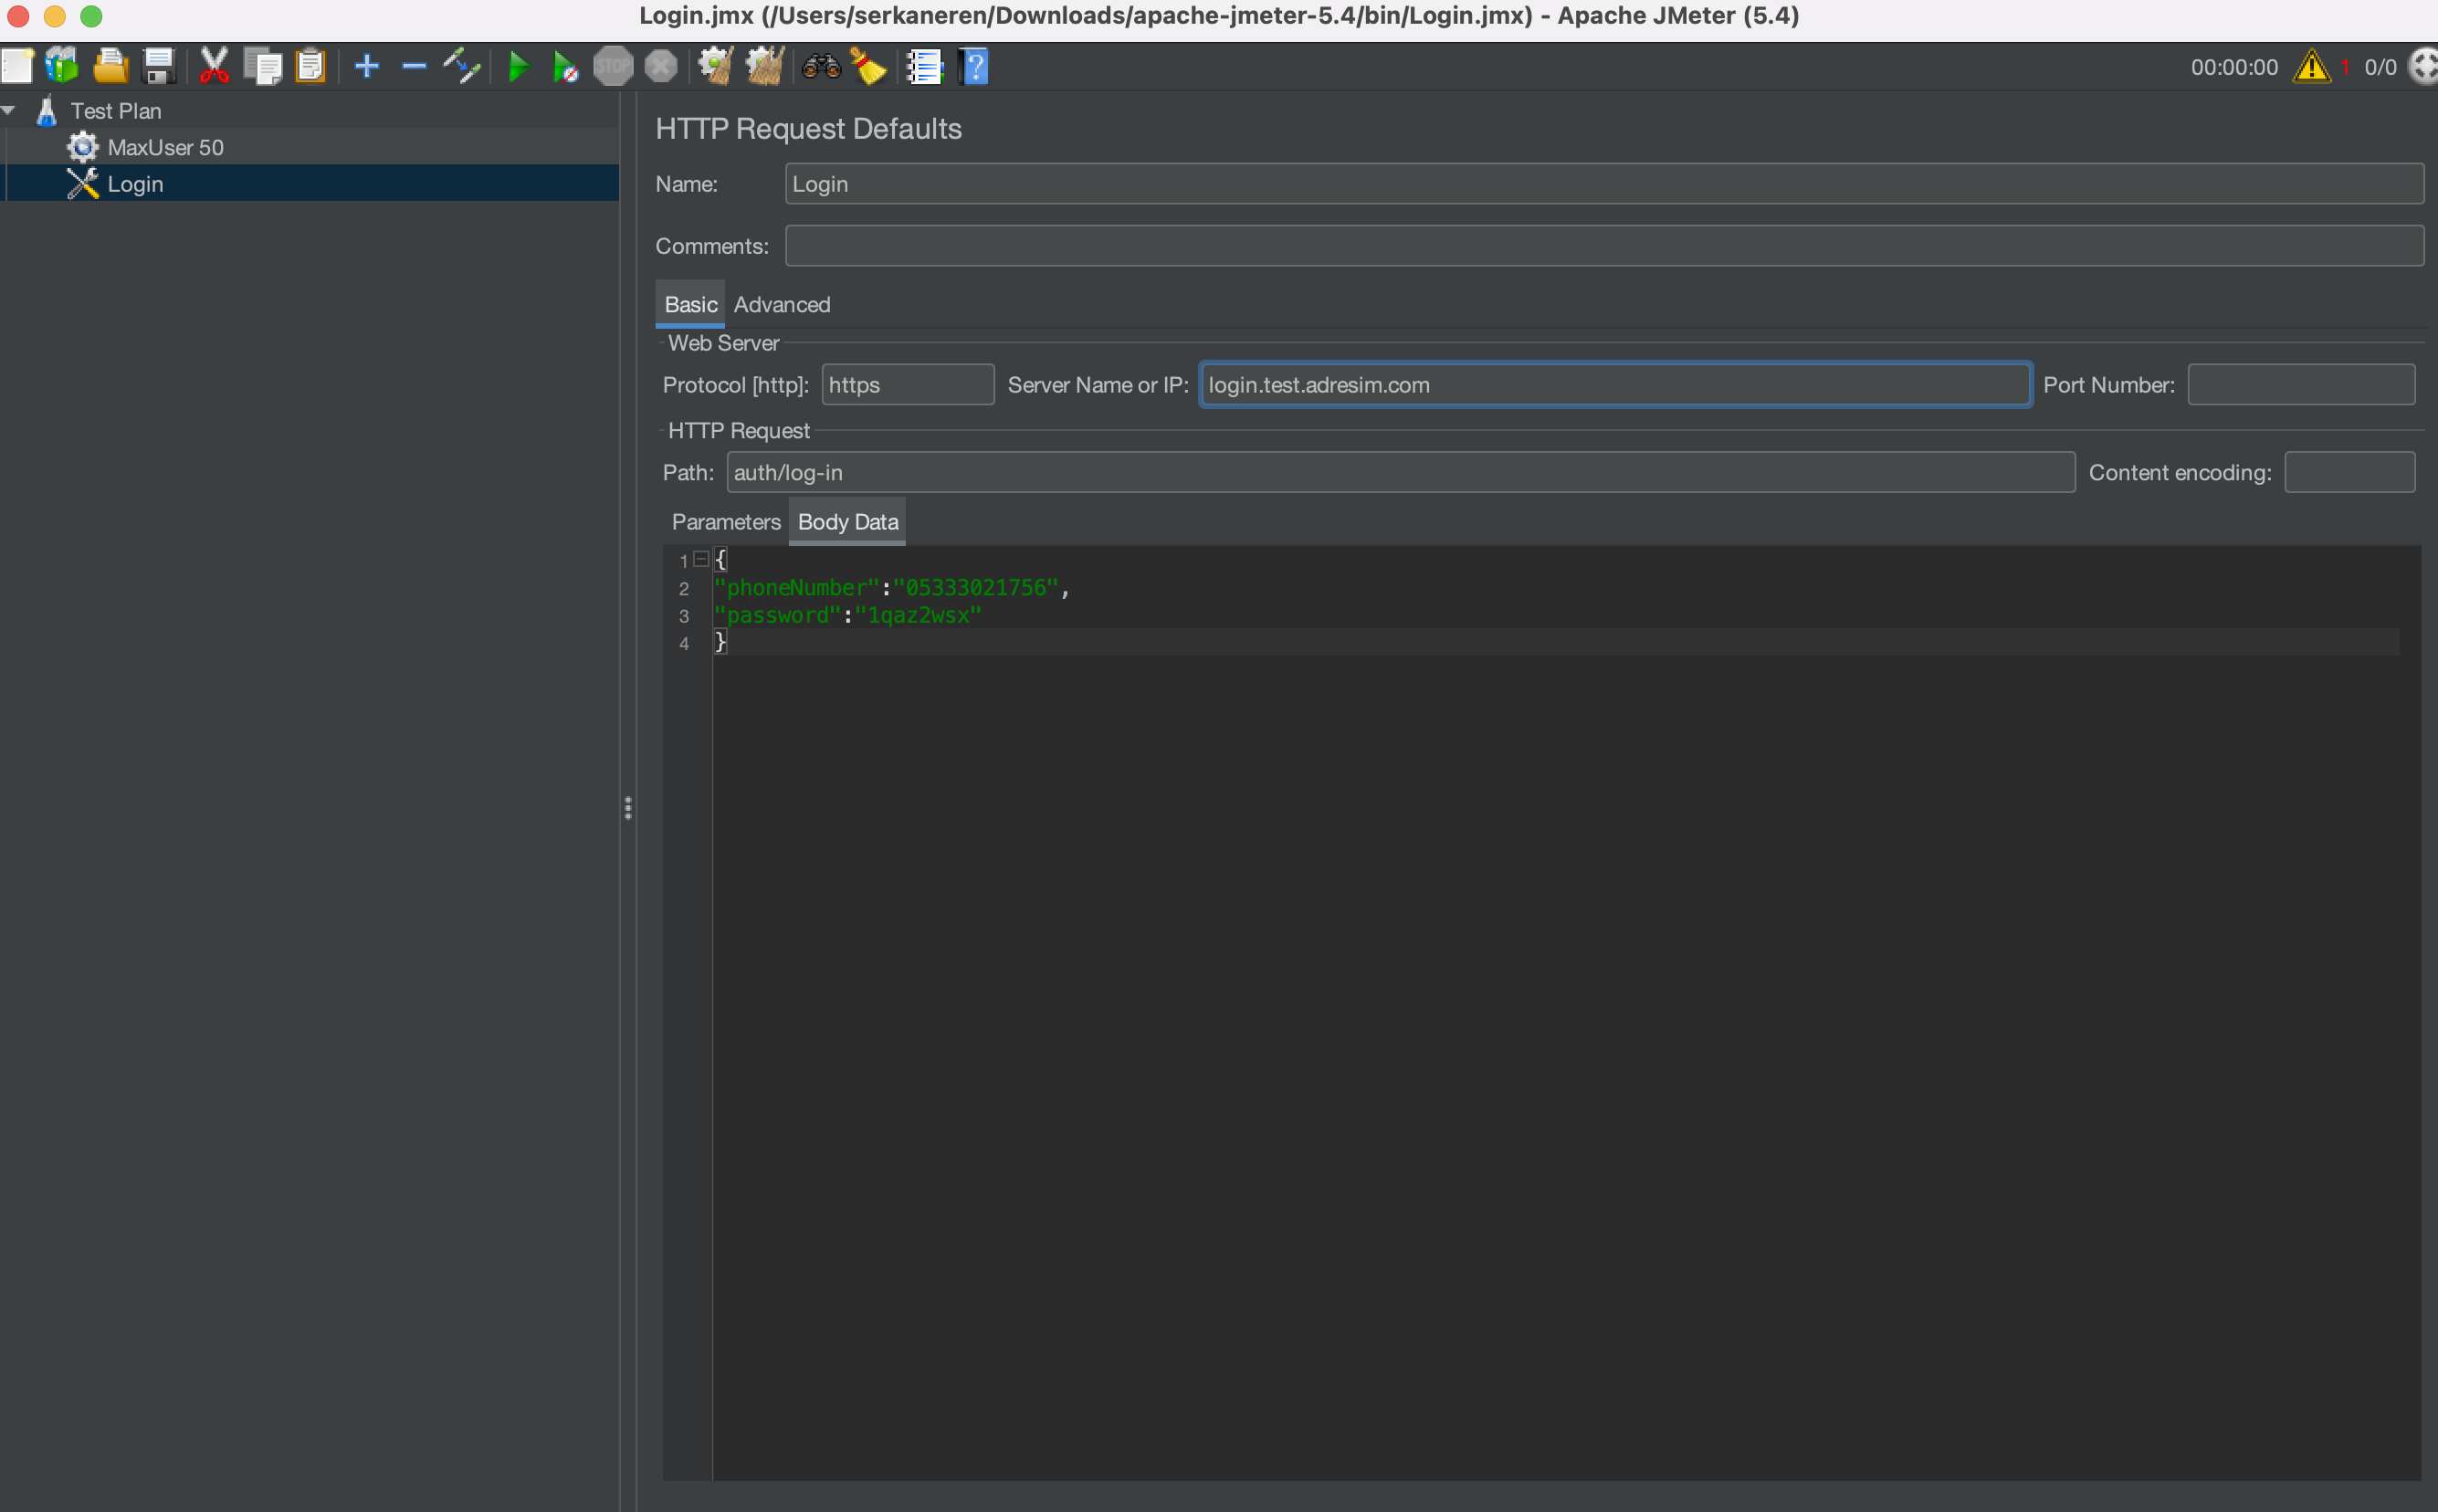 Login.jmx (/Users/serkaneren/Downloads/apache-jmeter-5.4/bin/Login.jmx) - Apache JMeter (5.4)
STOP
?
00:00:00 ! 1 0/0
Test Plan
MaxUser 50
Login
HTTP Request Defaults
Name: Login
Comments:
Basic Advanced
Web Server
Protocol [http]: https Server Name or IP: login.test.adresim.com Port Number:
HTTP Request
Path: auth/log-in Content encoding:
Parameters Body Data
1 {
2 "phoneNumber":"05333021756",
3 "password":"1qaz2wsx"
4 }